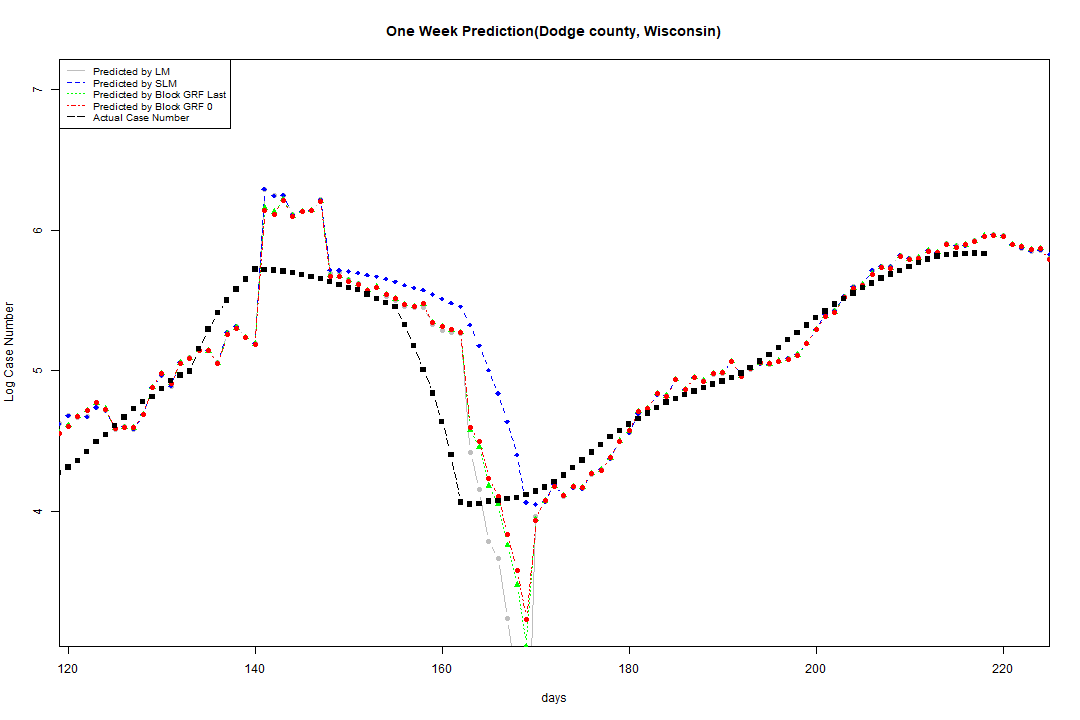 One Week Prediction(Dodge county, Wisconsin)
Predicted by LM
Predicted by SLM
Predicted by Block GRF Last
Predicted by Block GRF 0
Actual Case Number
7
6
5
4
Log Case Number
120 140 160 180 200 220
days